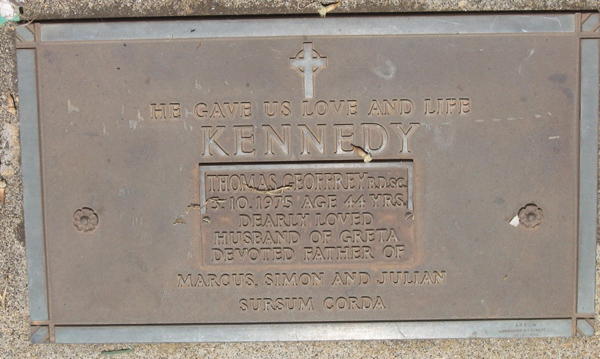 HE GAVE US LOVE AND LIFE
KENNEDY
THOMAS GEOFFREY B.D.SC.
3-10.1975 AGE 44 YRS.
DEARLY LOVED
HUSBAND OF GRETA
DEVOTED FATHER OF
MARCUS, SIMON AND JULIAN
SURSUM CORDA